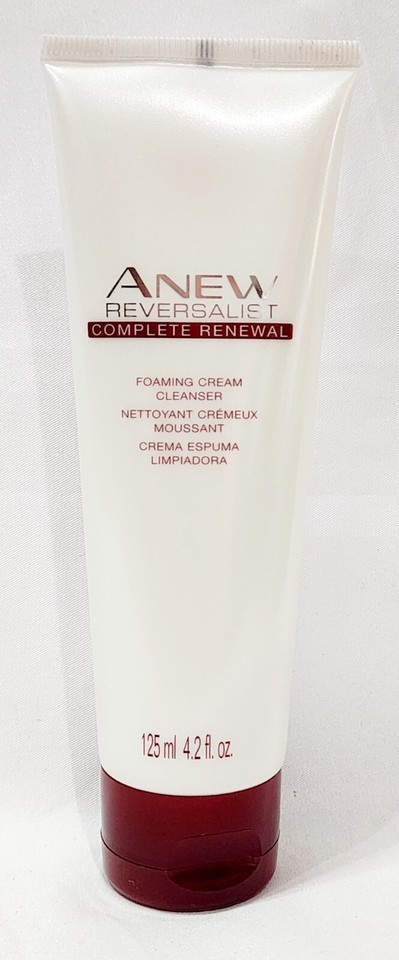 ANEW
REVERSALIST
COMPLETE RENEWAL
FOAMING CREAM
CLEANSER
NETTOYANT CRÉMEUX
MOUSSANT
CREMA ESPUMA
LIMPIADORA
125 ml 4.2 fl. oz.